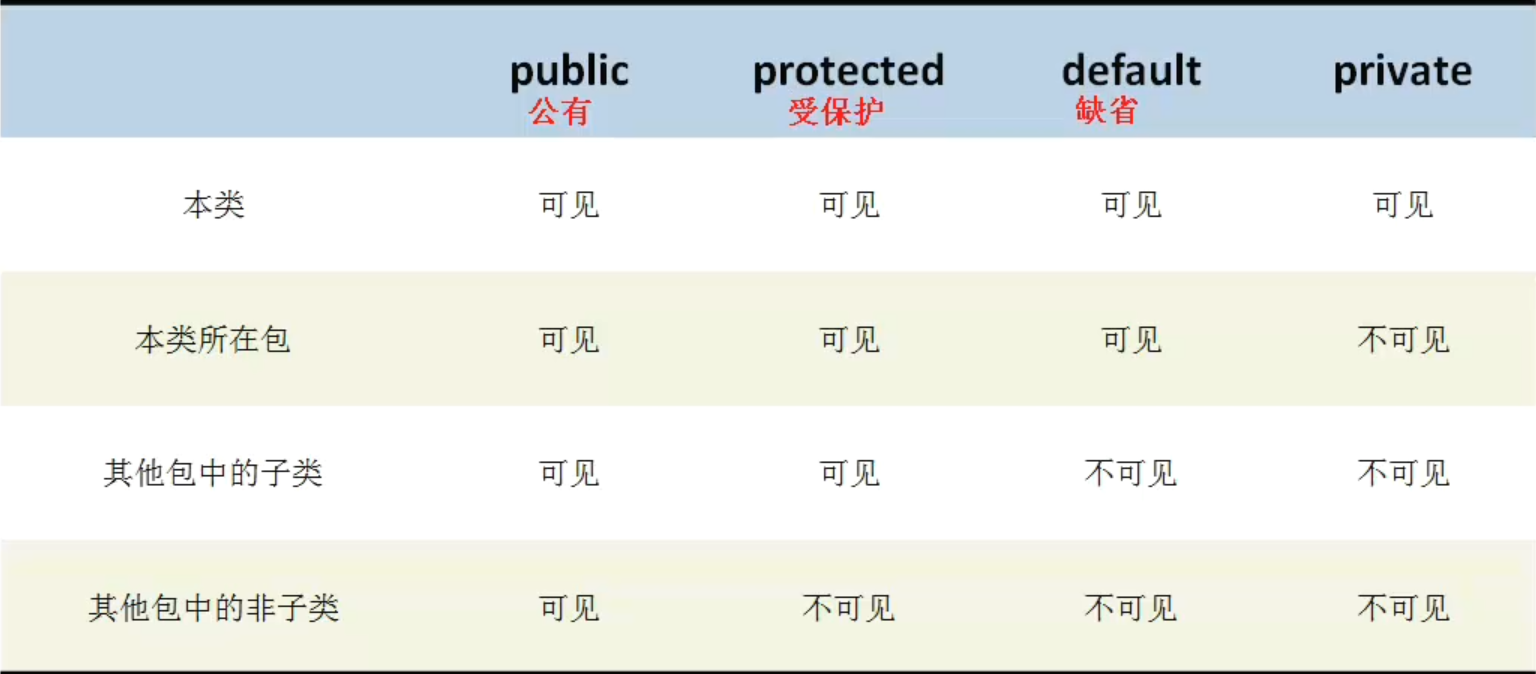 public protected default private
公有 受保护 缺省
本类 可见 可见 可见 可见
本类所在包 可见 可见 可见 不可见
其他包中的子类 可见 可见 不可见 不可见
其他包中的非子类 可见 不可见 不可见 不可见